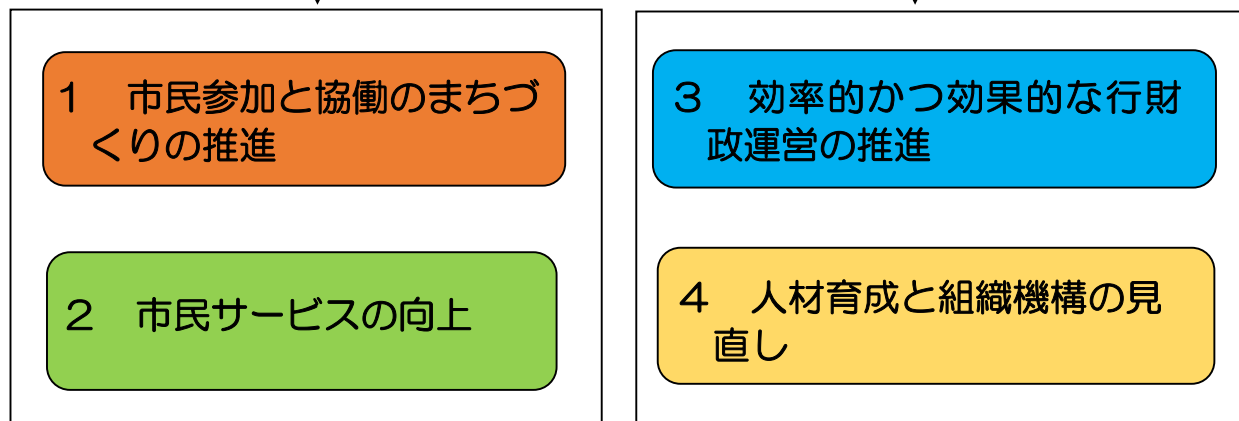 1　市民参加と協働のまちづ
くりの推進
2　市民サービスの向上
3　効率的かつ効果的な行財
政運営の推進
4　人材育成と組織機構の見
直し